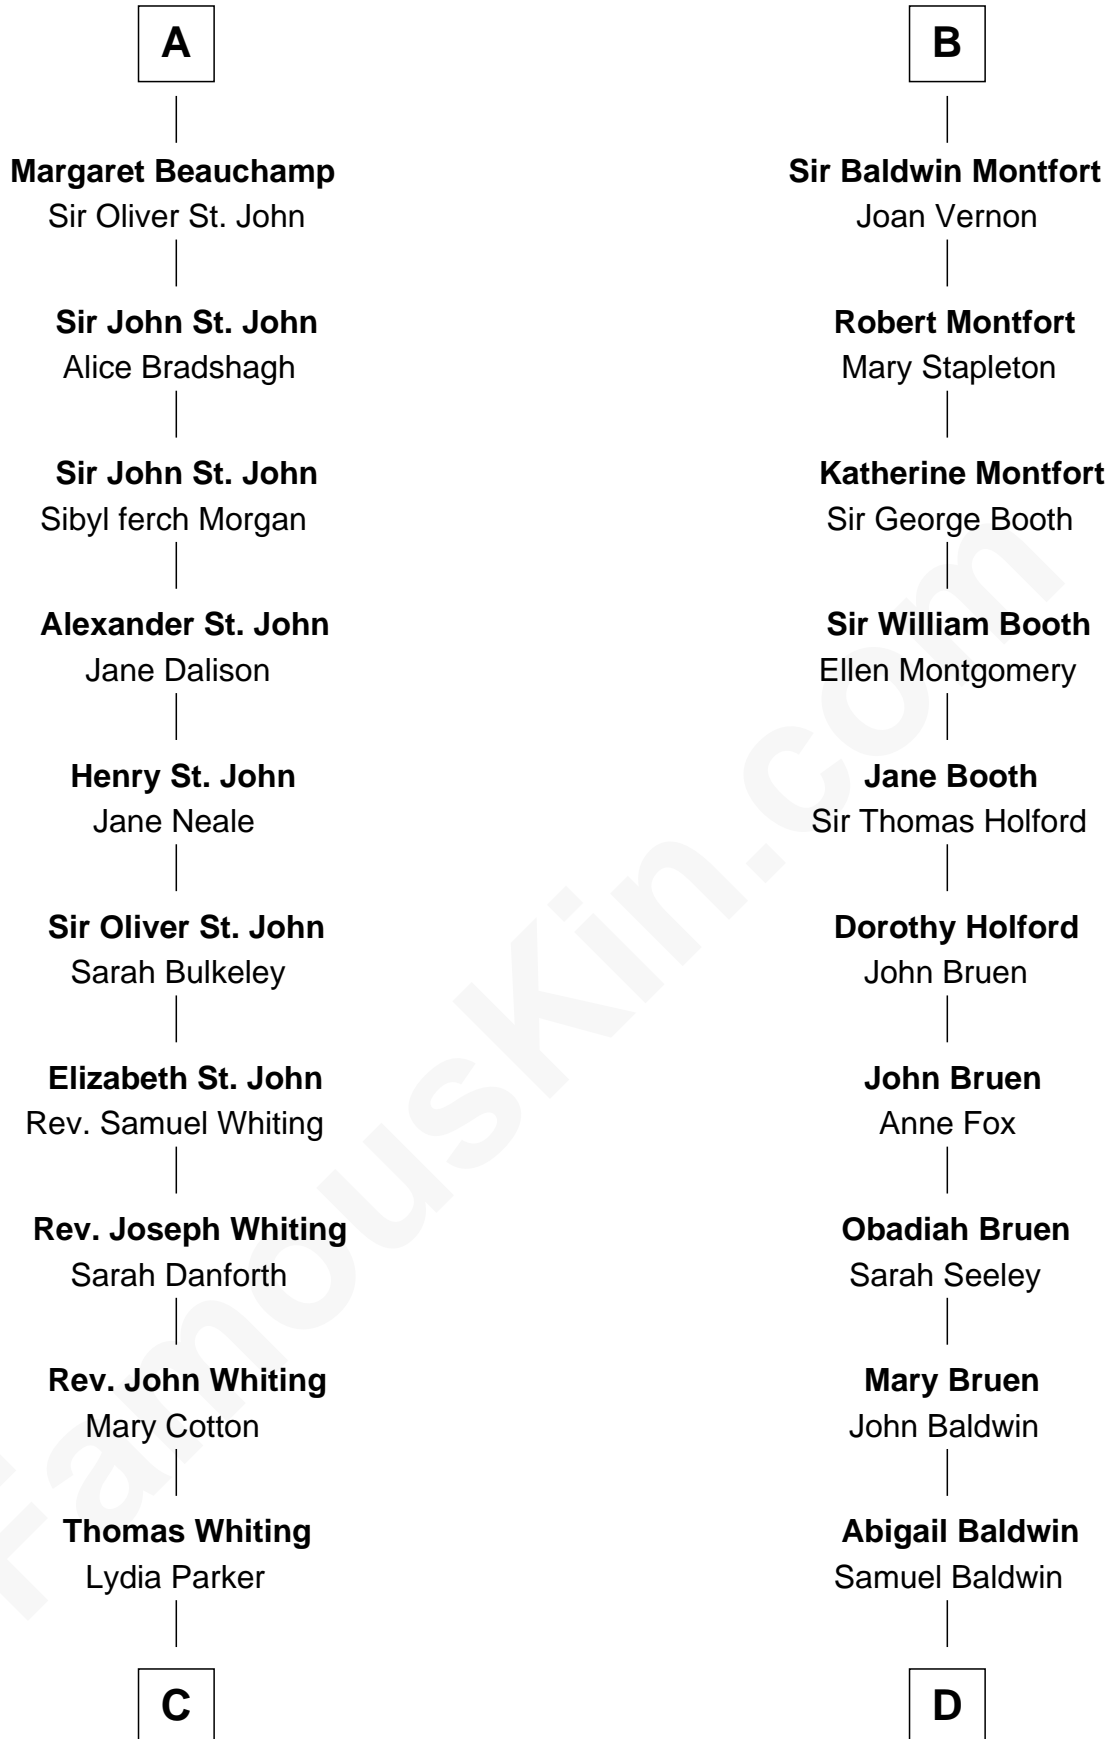 A
Margaret Beauchamp
Sir Oliver St. John
Sir John St. John
Alice Bradshagh
Sir John St. John
Sibyl ferch Morgan
Alexander St. John
Jane Dalison
Henry St. John
Jane Neale
Sir Oliver St. John
Sarah Bulkeley
Elizabeth St. John
Rev. Samuel Whiting
Rev. Joseph Whiting
Sarah Danforth
Rev. John Whiting
Mary Cotton
Thomas Whiting
Lydia Parker
C
B
Sir Baldwin Montfort
Joan Vernon
Robert Montfort
Mary Stapleton
Katherine Montfort
Sir George Booth
Sir William Booth
Ellen Montgomery
Jane Booth
Sir Thomas Holford
Dorothy Holford
John Bruen
John Bruen
Anne Fox
Obadiah Bruen
Sarah Seeley
Mary Bruen
John Baldwin
Abigail Baldwin
Samuel Baldwin
D
FamousKin.com